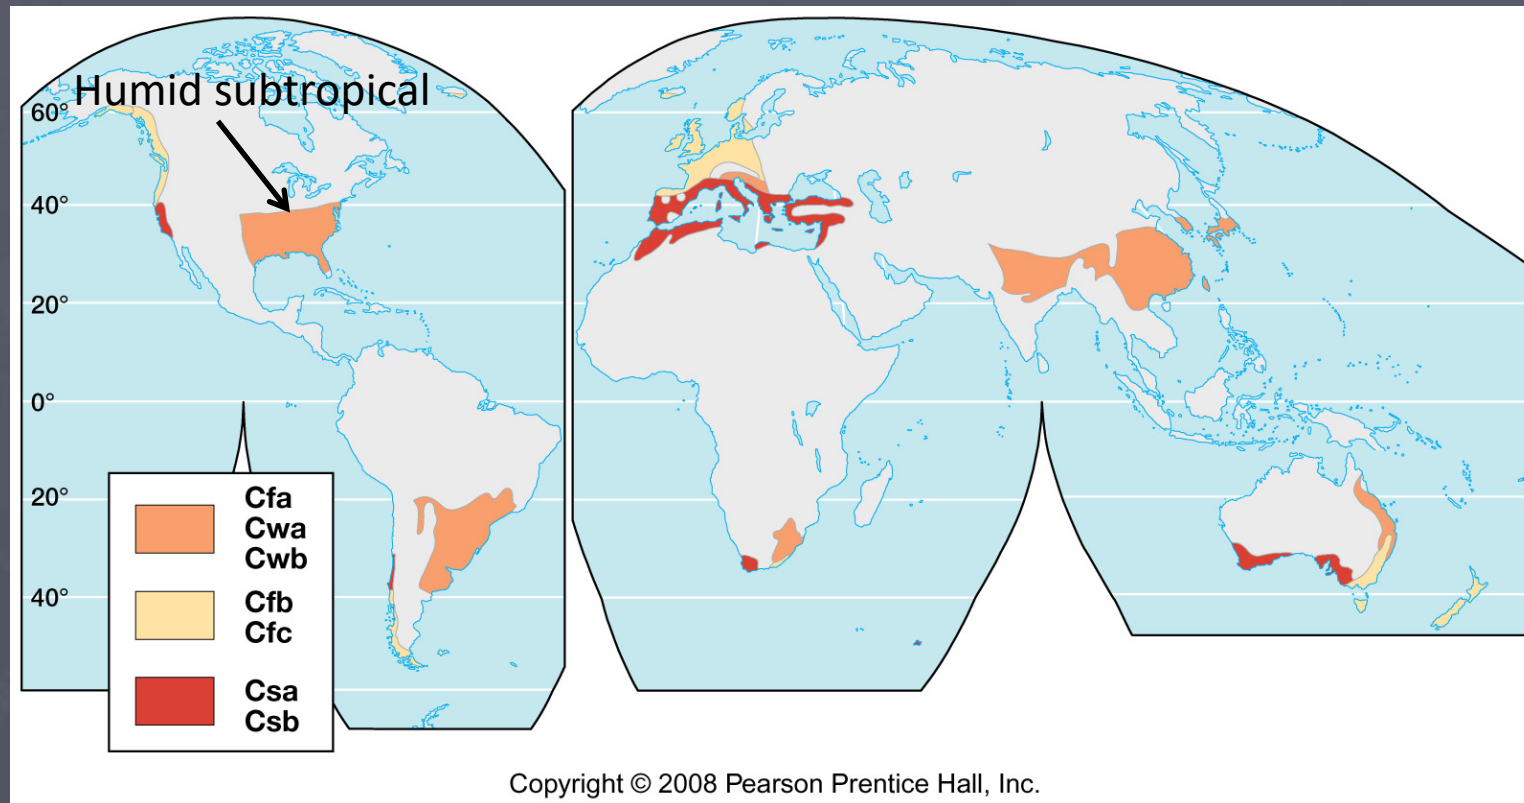 Humid subtropical
60°
40°
20°
0°
20°
40°
Cfa
Cwa
Cwb
Cfb
Cfc
Csa
Csb
Copyright © 2008 Pearson Prentice Hall, Inc.